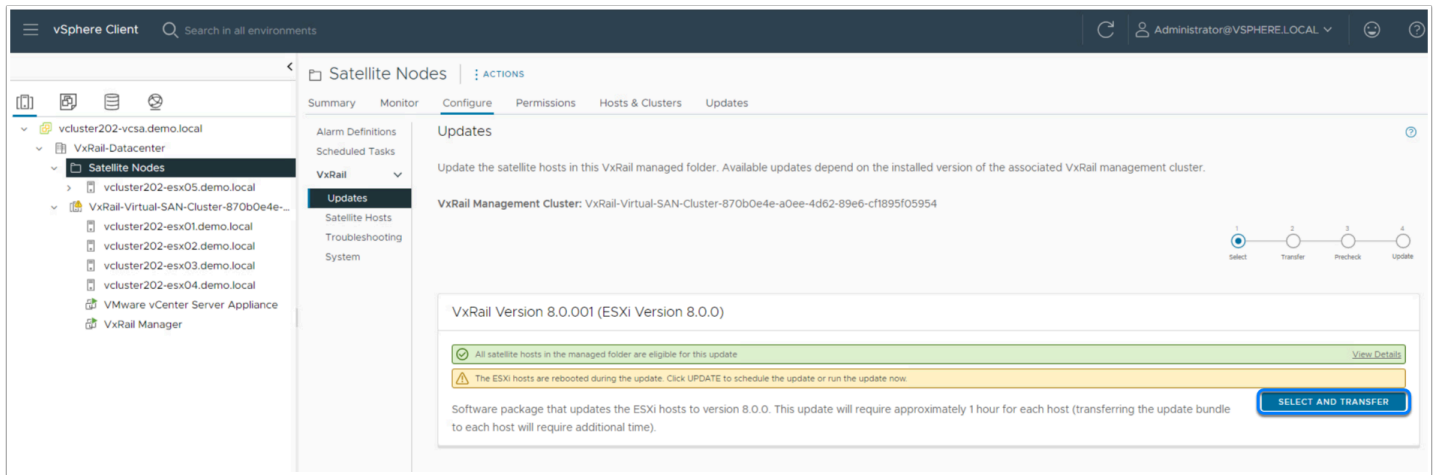 vSphere Client
Search in all environments
Administrator@VSPHERE.LOCAL
Satellite Nodes
ACTIONS
Summary Monitor Configure Permissions Hosts & Clusters Updates
vcluster202-vcsa.demo.local
VxRail-Datacenter
Satellite Nodes
vcluster202-esx05.demo.local
VxRail-Virtual-SAN-Cluster-870b0e4e-...
vcluster202-esx01.demo.local
vcluster202-esx02.demo.local
vcluster202-esx03.demo.local
vcluster202-esx04.demo.local
VMware vCenter Server Appliance
VxRail Manager
Alarm Definitions
Scheduled Tasks
VxRail
Updates
Satellite Hosts
Troubleshooting
System
Updates
Update the satellite hosts in this VxRail managed folder. Available updates depend on the installed version of the associated VxRail management cluster.
VxRail Management Cluster: VxRail-Virtual-SAN-Cluster-870b0e4e-a0ee-4d62-89e6-cf1895f05954
1 2 3 4
Select Transfer Precheck Update
VxRail Version 8.0.001 (ESXi Version 8.0.0)
All satellite hosts in the managed folder are eligible for this update
View Details
The ESXi hosts are rebooted during the update. Click UPDATE to schedule the update or run the update now.
Software package that updates the ESXi hosts to version 8.0.0. This update will require approximately 1 hour for each host (transferring the update bundle
to each host will require additional time).
SELECT AND TRANSFER